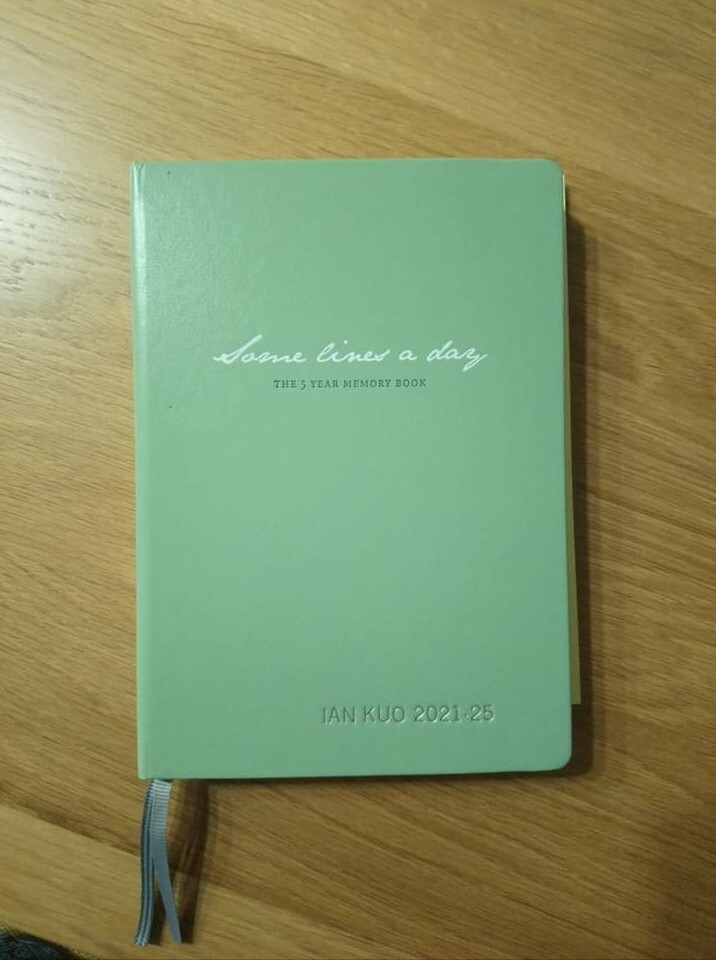 Some lines a day
THE 5 YEAR MEMORY BOOK
IAN KUO 2021-25